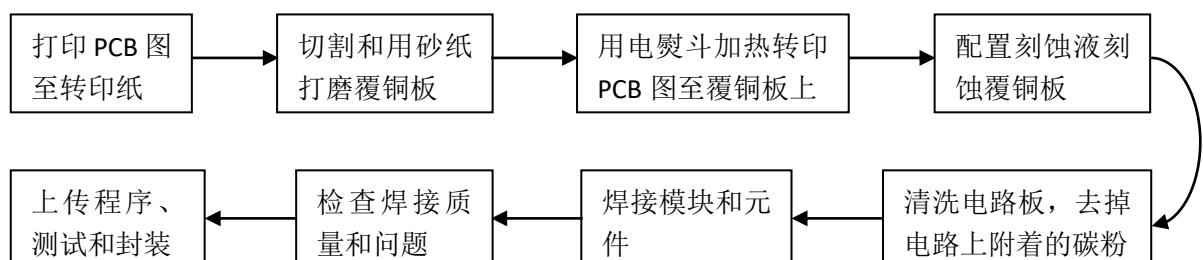 打印 PCB 图
至转印纸
切割和用砂纸
打磨覆铜板
用电熨斗加热转印
PCB 图至覆铜板上
配置刻蚀液刻
蚀覆铜板
清洗电路板，去掉
电路上附着的碳粉
焊接模块和元
件
检查焊接质
量和问题
上传程序、
测试和封装